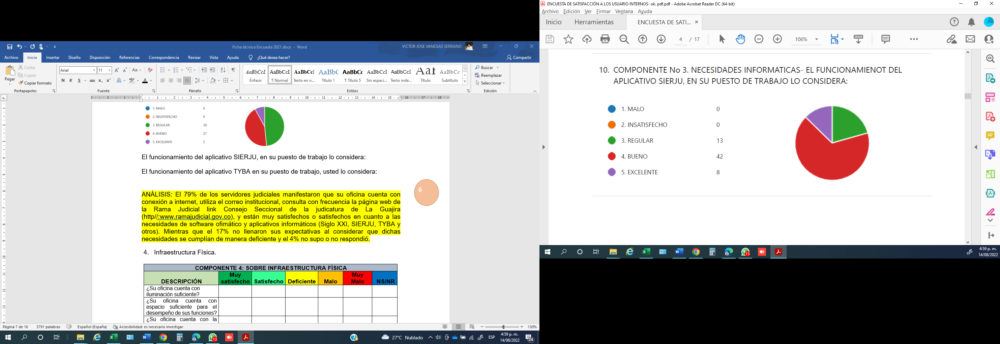 Ficha técnica Encuesta 2021.docx - Word
VICTOR JOSE VANEGAS SERRANO
Archivo Inicio Insertar Diseño Disposición Referencias Correspondencia Revisar Vista Ayuda ¿Qué desea hacer? Compartir
Pegar
Cortar
Copiar
Copiar formato
Portapapeles
Arial 11
N K S abc x₂ x²
Fuente
Párrafo
AaBbCcI AaBbCcI AaBbCcI AaBbC AaBbCc AaBbCcI AaBbCcI AaI AaBbCc
Énfasis ¶ Normal Texto en n... Título 1 ¶ Título 5 Sin espaci... Texto inde... Título Subtítulo
Estilos
Buscar
Reemplazar
Seleccionar
Edición
1. MALO 0
2. INSATISFECHO 0
3. REGULAR 30
4. BUENO 27
5. EXCELENTE 5
El funcionamiento del aplicativo SIERJU, en su puesto de trabajo lo considera:
El funcionamiento del aplicativo TYBA en su puesto de trabajo, usted lo considera:
6
ANÁLISIS: El 79% de los servidores judiciales manifestaron que su oficina cuenta con
conexión a internet, utiliza el correo institucional, consulta con frecuencia la página web de
la Rama Judicial link Consejo Seccional de la judicatura de La Guajira
(http//:www.ramajudicial.gov.co), y están muy satisfechos o satisfechos en cuanto a las
necesidades de software ofimático y aplicativos informáticos (Siglo XXI, SIERJU, TYBA y
otros). Mientras que el 17% no llenaron sus expectativas al considerar que dichas
necesidades se cumplían de manera deficiente y el 4% no supo o no respondió.
4. Infraestructura Física.
COMPONENTE 4: SOBRE INFRAESTRUCTURA FÍSICA
DESCRIPCIÓN Muy satisfecho Satisfecho Deficiente Malo Muy Malo NS/NR
¿Su oficina cuenta con
iluminación suficiente?
¿Su oficina cuenta con
espacio suficiente para el
desempeño de sus funciones?
¿Su oficina cuenta con la
Página 7 de 16 3791 palabras Español (España) Accesibilidad: es necesario investigar 130%
13 27°C Nublado ESP 4:59 p. m.
14/08/2022 24
ENCUESTA DE SATISFACCIÓN A LOS USUARIO INTERNOS- ok. pdf.pdf - Adobe Acrobat Reader DC (64-bit)
Archivo Edición Ver Firmar Ventana Ayuda
Inicio Herramientas ENCUESTA DE SATI... ×
4 / 17 106%
10. COMPONENTE No 3. NECESIDADES INFORMATICAS- EL FUNCIONAMIENOT DEL
APLICATIVO SIERJU, EN SU PUESTO DE TRABAJO LO CONSIDERA:
1. MALO 0
2. INSATISFECHO 0
3. REGULAR 13
4. BUENO 42
5. EXCELENTE 8
13 4:59 p. m.
14/08/2022